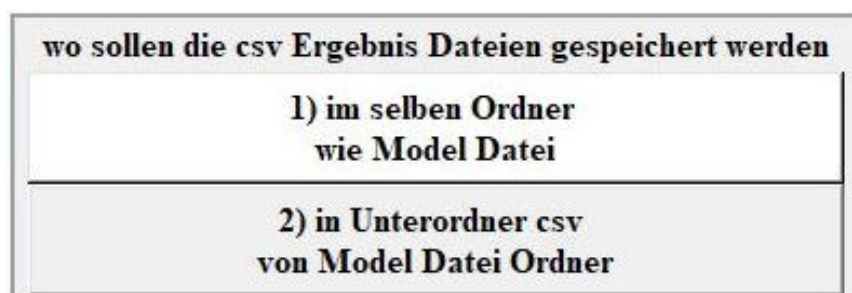 wo sollen die csv Ergebnis Dateien gespeichert werden
1) im selben Ordner
wie Model Datei
2) in Unterordner csv
von Model Datei Ordner